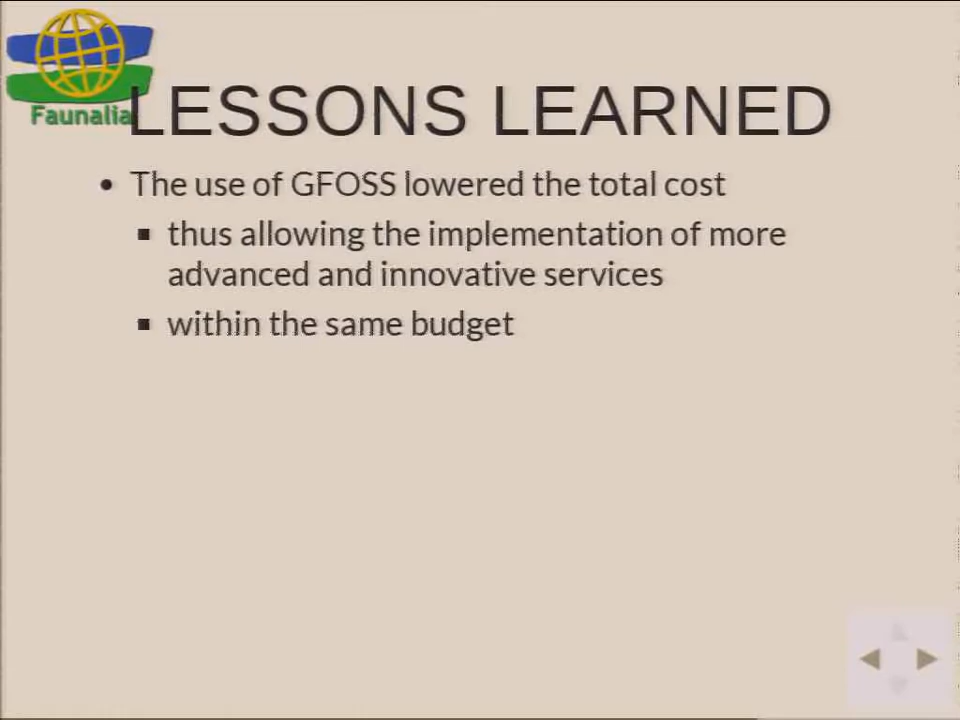 Faunalia
LESSONS LEARNED
• The use of GFOSS lowered the total cost
▪ thus allowing the implementation of more
advanced and innovative services
▪ within the same budget